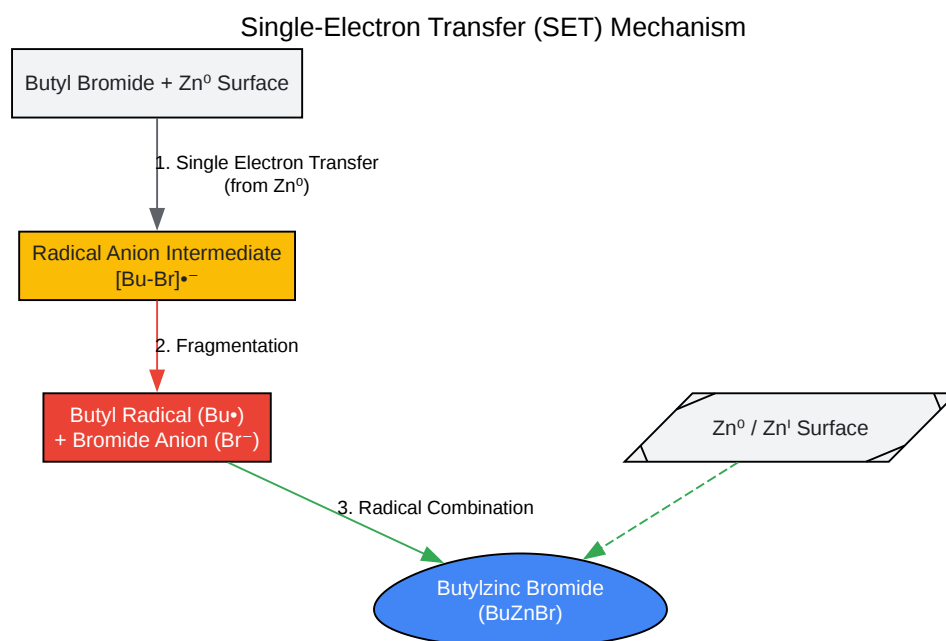 Single-Electron Transfer (SET) Mechanism
Butyl Bromide + Zn⁰ Surface
1. Single Electron Transfer
(from Zn⁰)
Radical Anion Intermediate
[Bu-Br]•⁻
2. Fragmentation
Butyl Radical (Bu•)
+ Bromide Anion (Br⁻)
Zn⁰ / Znᴵ Surface
3. Radical Combination
Butylzinc Bromide
(BuZnBr)